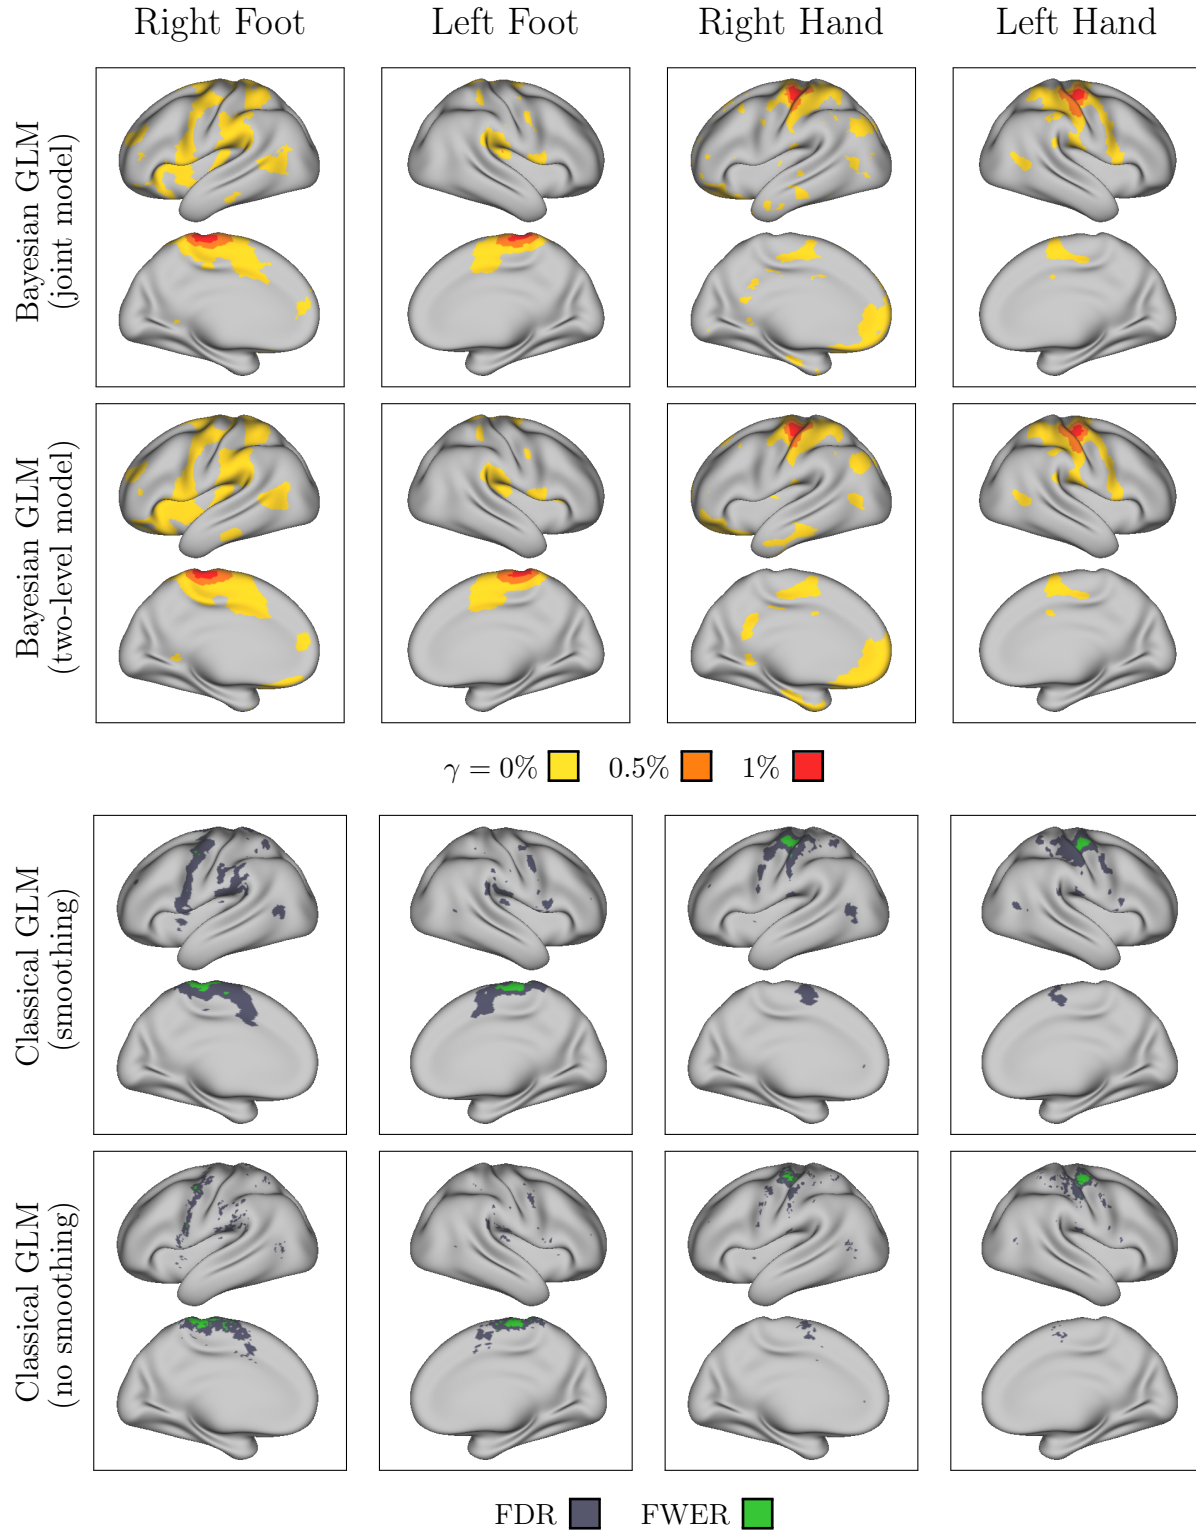 Right Foot
Left Foot
Right Hand
Left Hand
Bayesian GLM
(joint model)
Bayesian GLM
(two-level model)
γ = 0%
0.5%
1%
Classical GLM
(smoothing)
Classical GLM
(no smoothing)
FDR
FWER